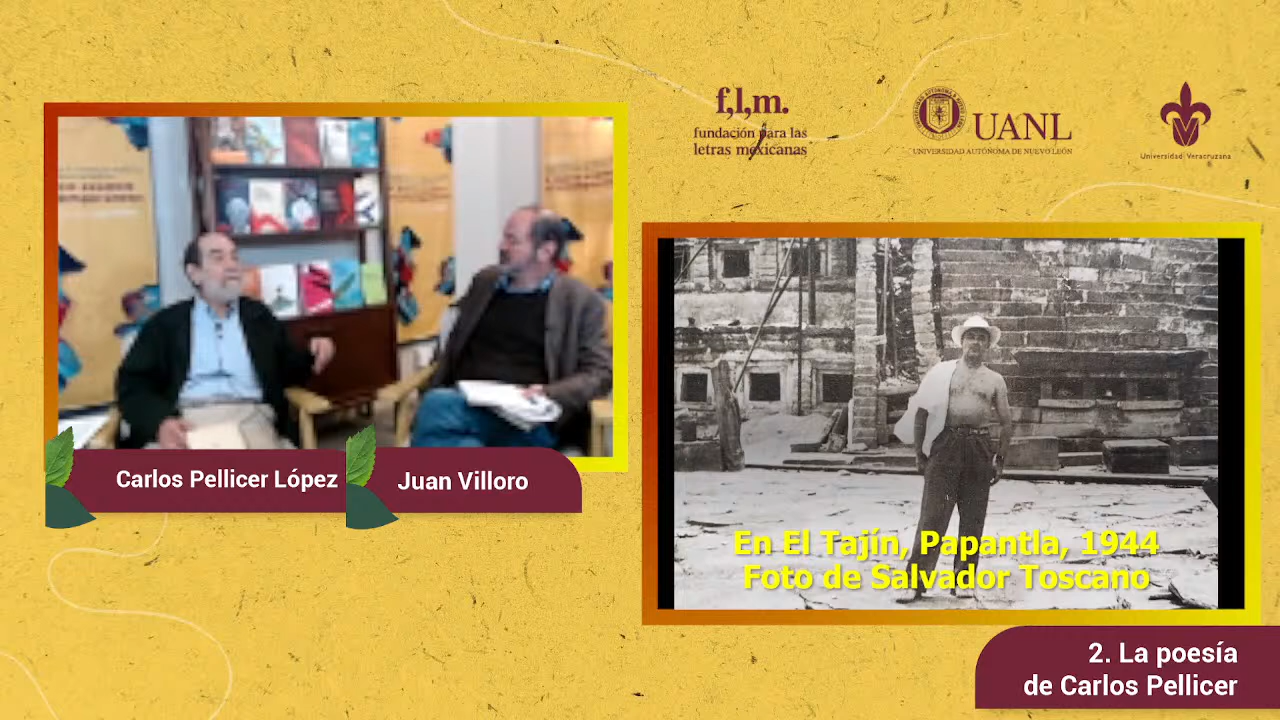 f,l,m.
fundación para las
letras mexicanas
UANL
UNIVERSIDAD AUTÓNOMA DE NUEVO LEÓN
Universidad Veracruzana
Carlos Pellicer López
Juan Villoro
En El Tajín, Papantla, 1944
Foto de Salvador Toscano
2. La poesía
de Carlos Pellicer